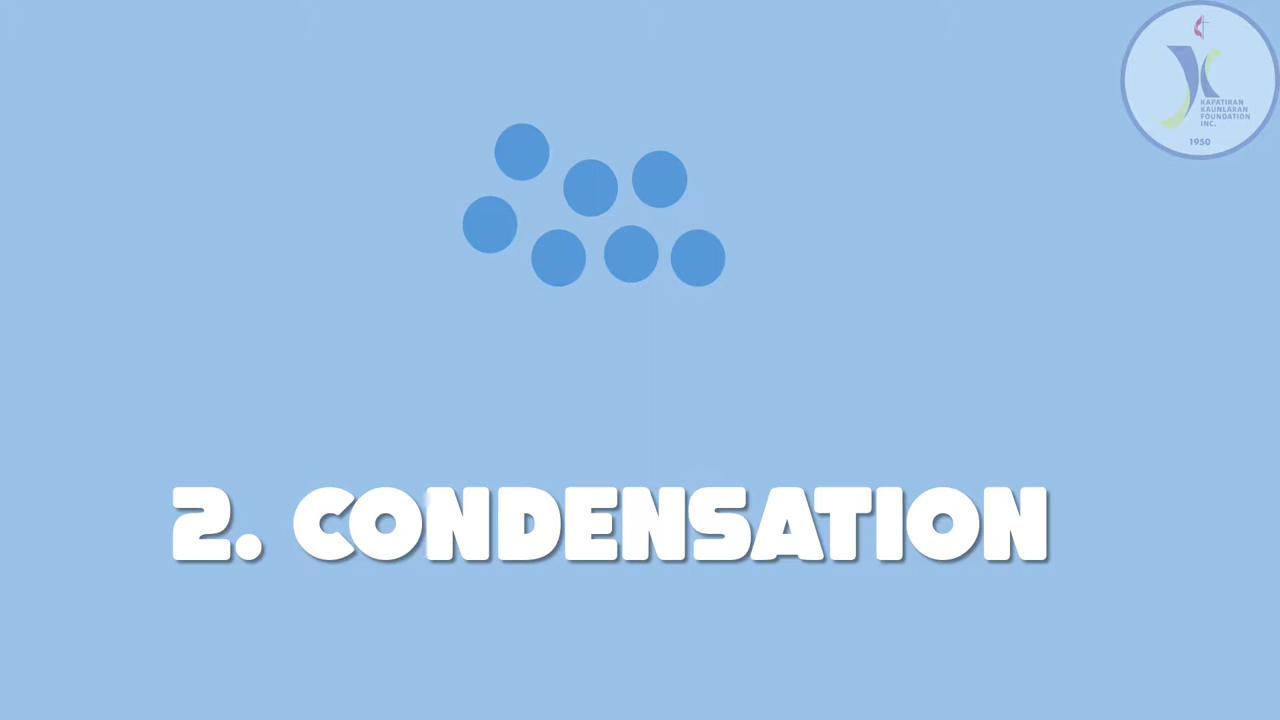 KAPATIRAN
KAUNLARAN
FOUNDATION
INC.
1950
2. CONDENSATION